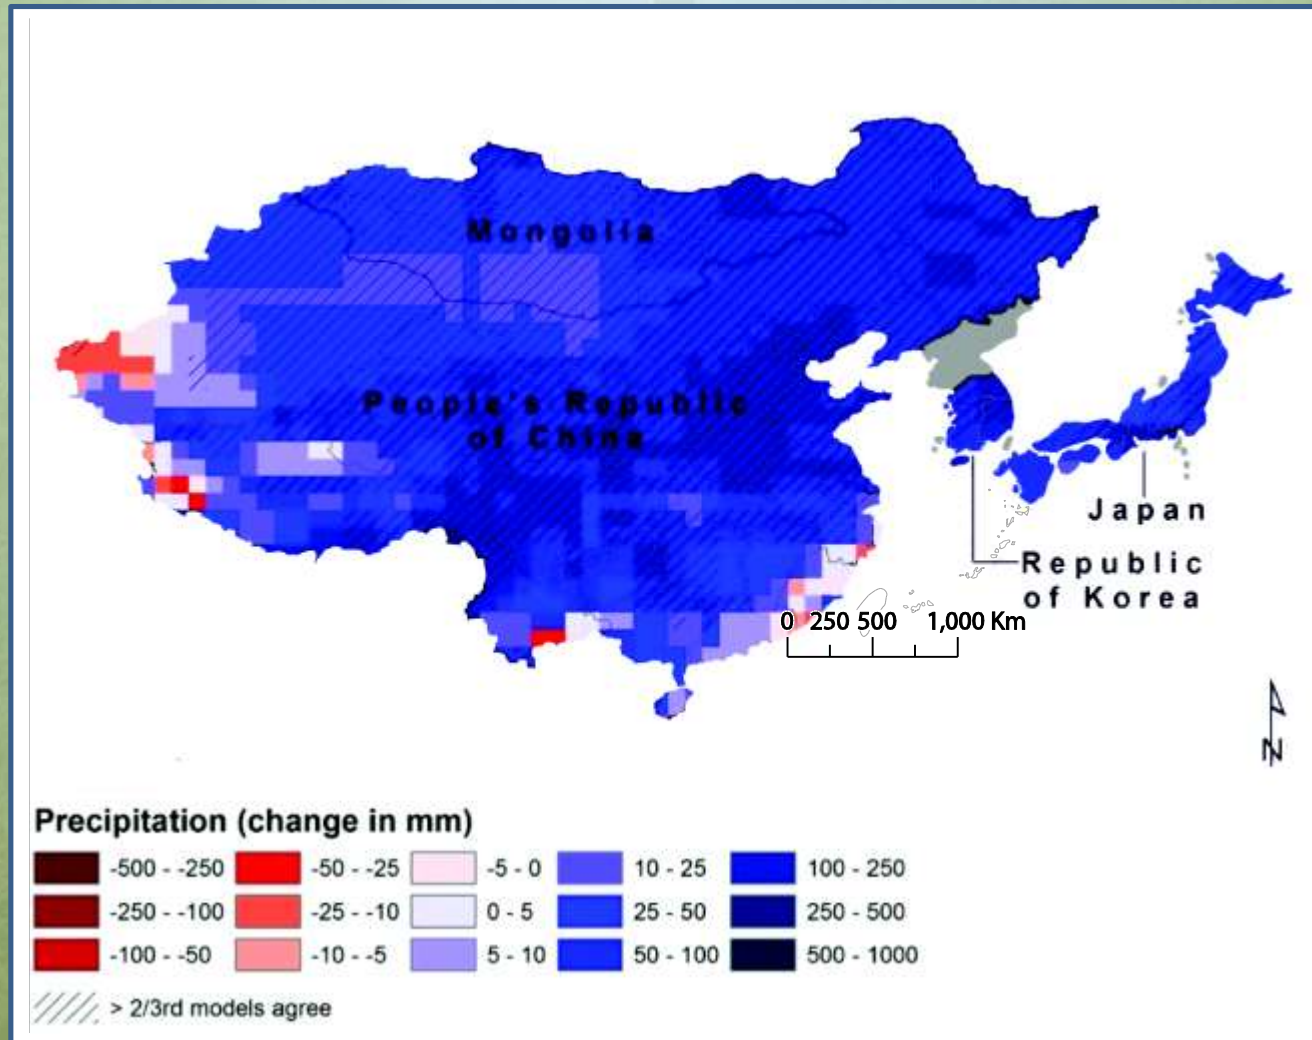 Mongolia
People's Republic
of China
Japan
Republic
of Korea
0 250 500 1,000 Km
N
Precipitation (change in mm)
-500 - -250 -50 - -25 -5 - 0 10 - 25 100 - 250
-250 - -100 -25 - -10 0 - 5 25 - 50 250 - 500
-100 - -50 -10 - -5 5 - 10 50 - 100 500 - 1000
> 2/3rd models agree